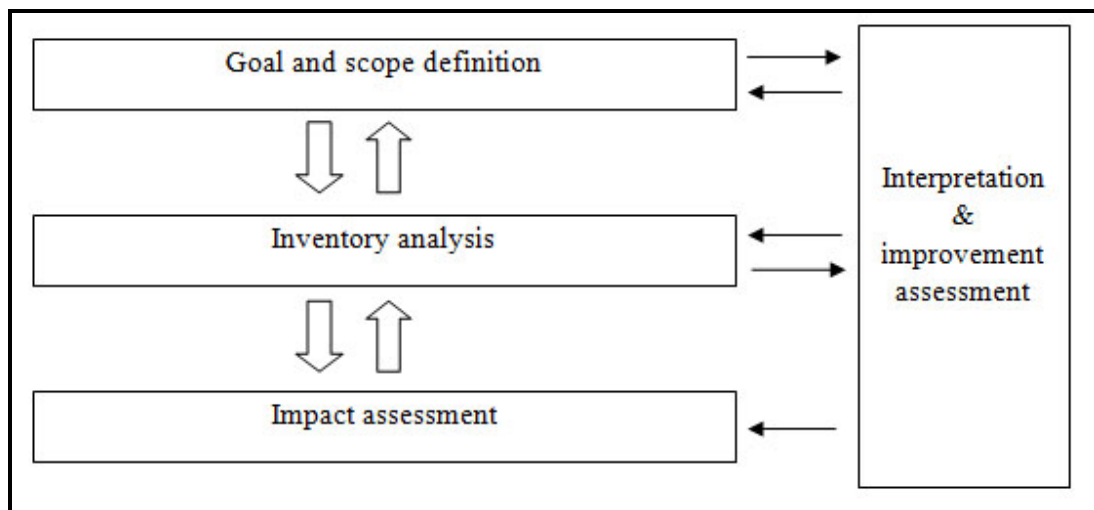 Goal and scope definition
Inventory analysis
Impact assessment
Interpretation
&
improvement
assessment